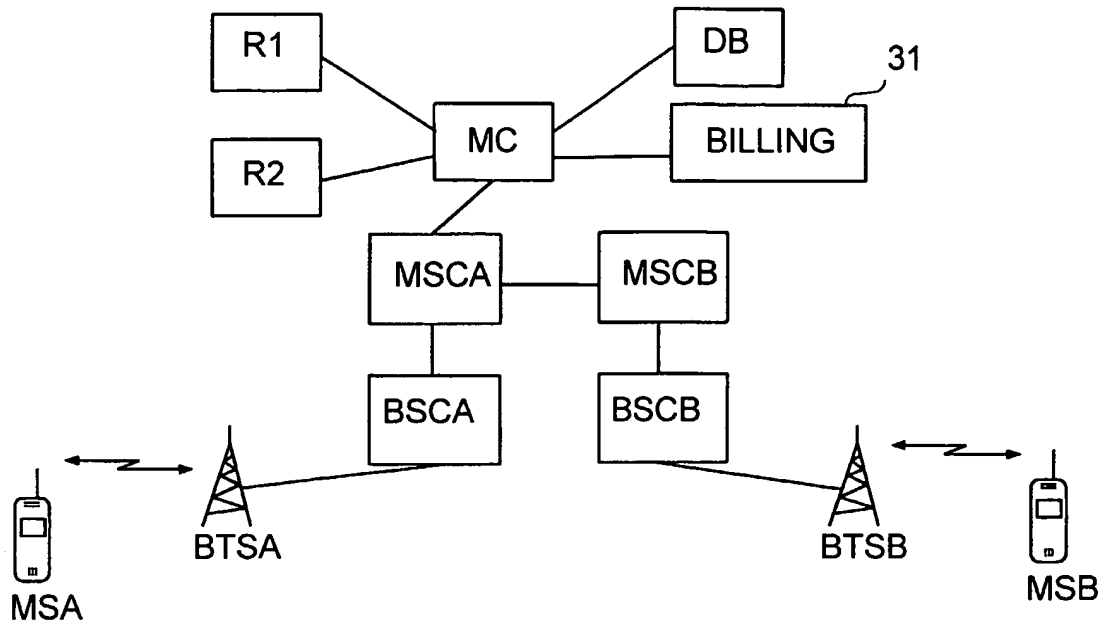 R1
DB
31
MC
BILLING
R2
MSCA
MSCB
BSCA
BSCB
BTSA
BTSB
MSA
MSB